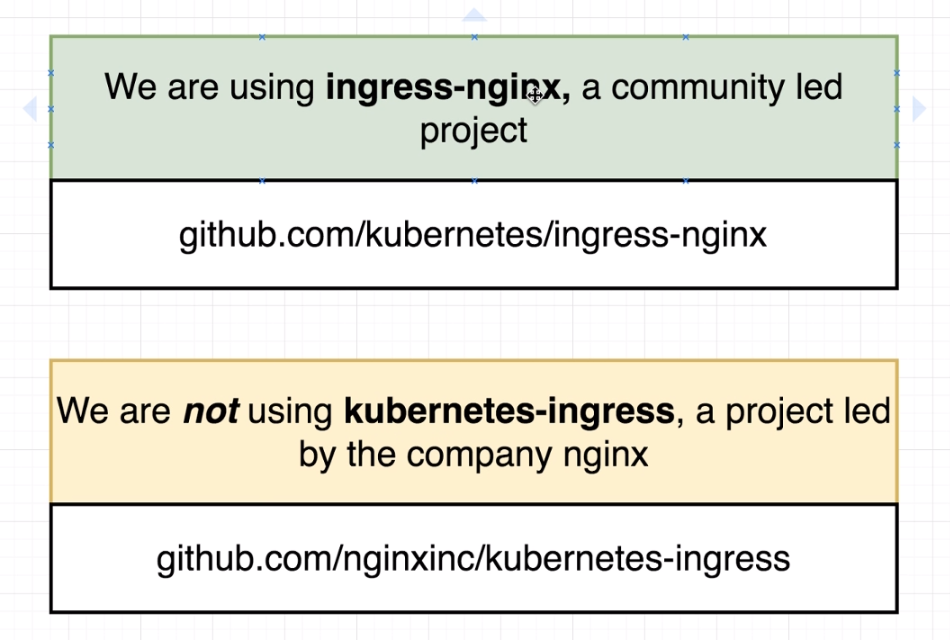 We are using ingress-nginx, a community led
project
github.com/kubernetes/ingress-nginx
We are not using kubernetes-ingress, a project led
by the company nginx
github.com/nginxinc/kubernetes-ingress